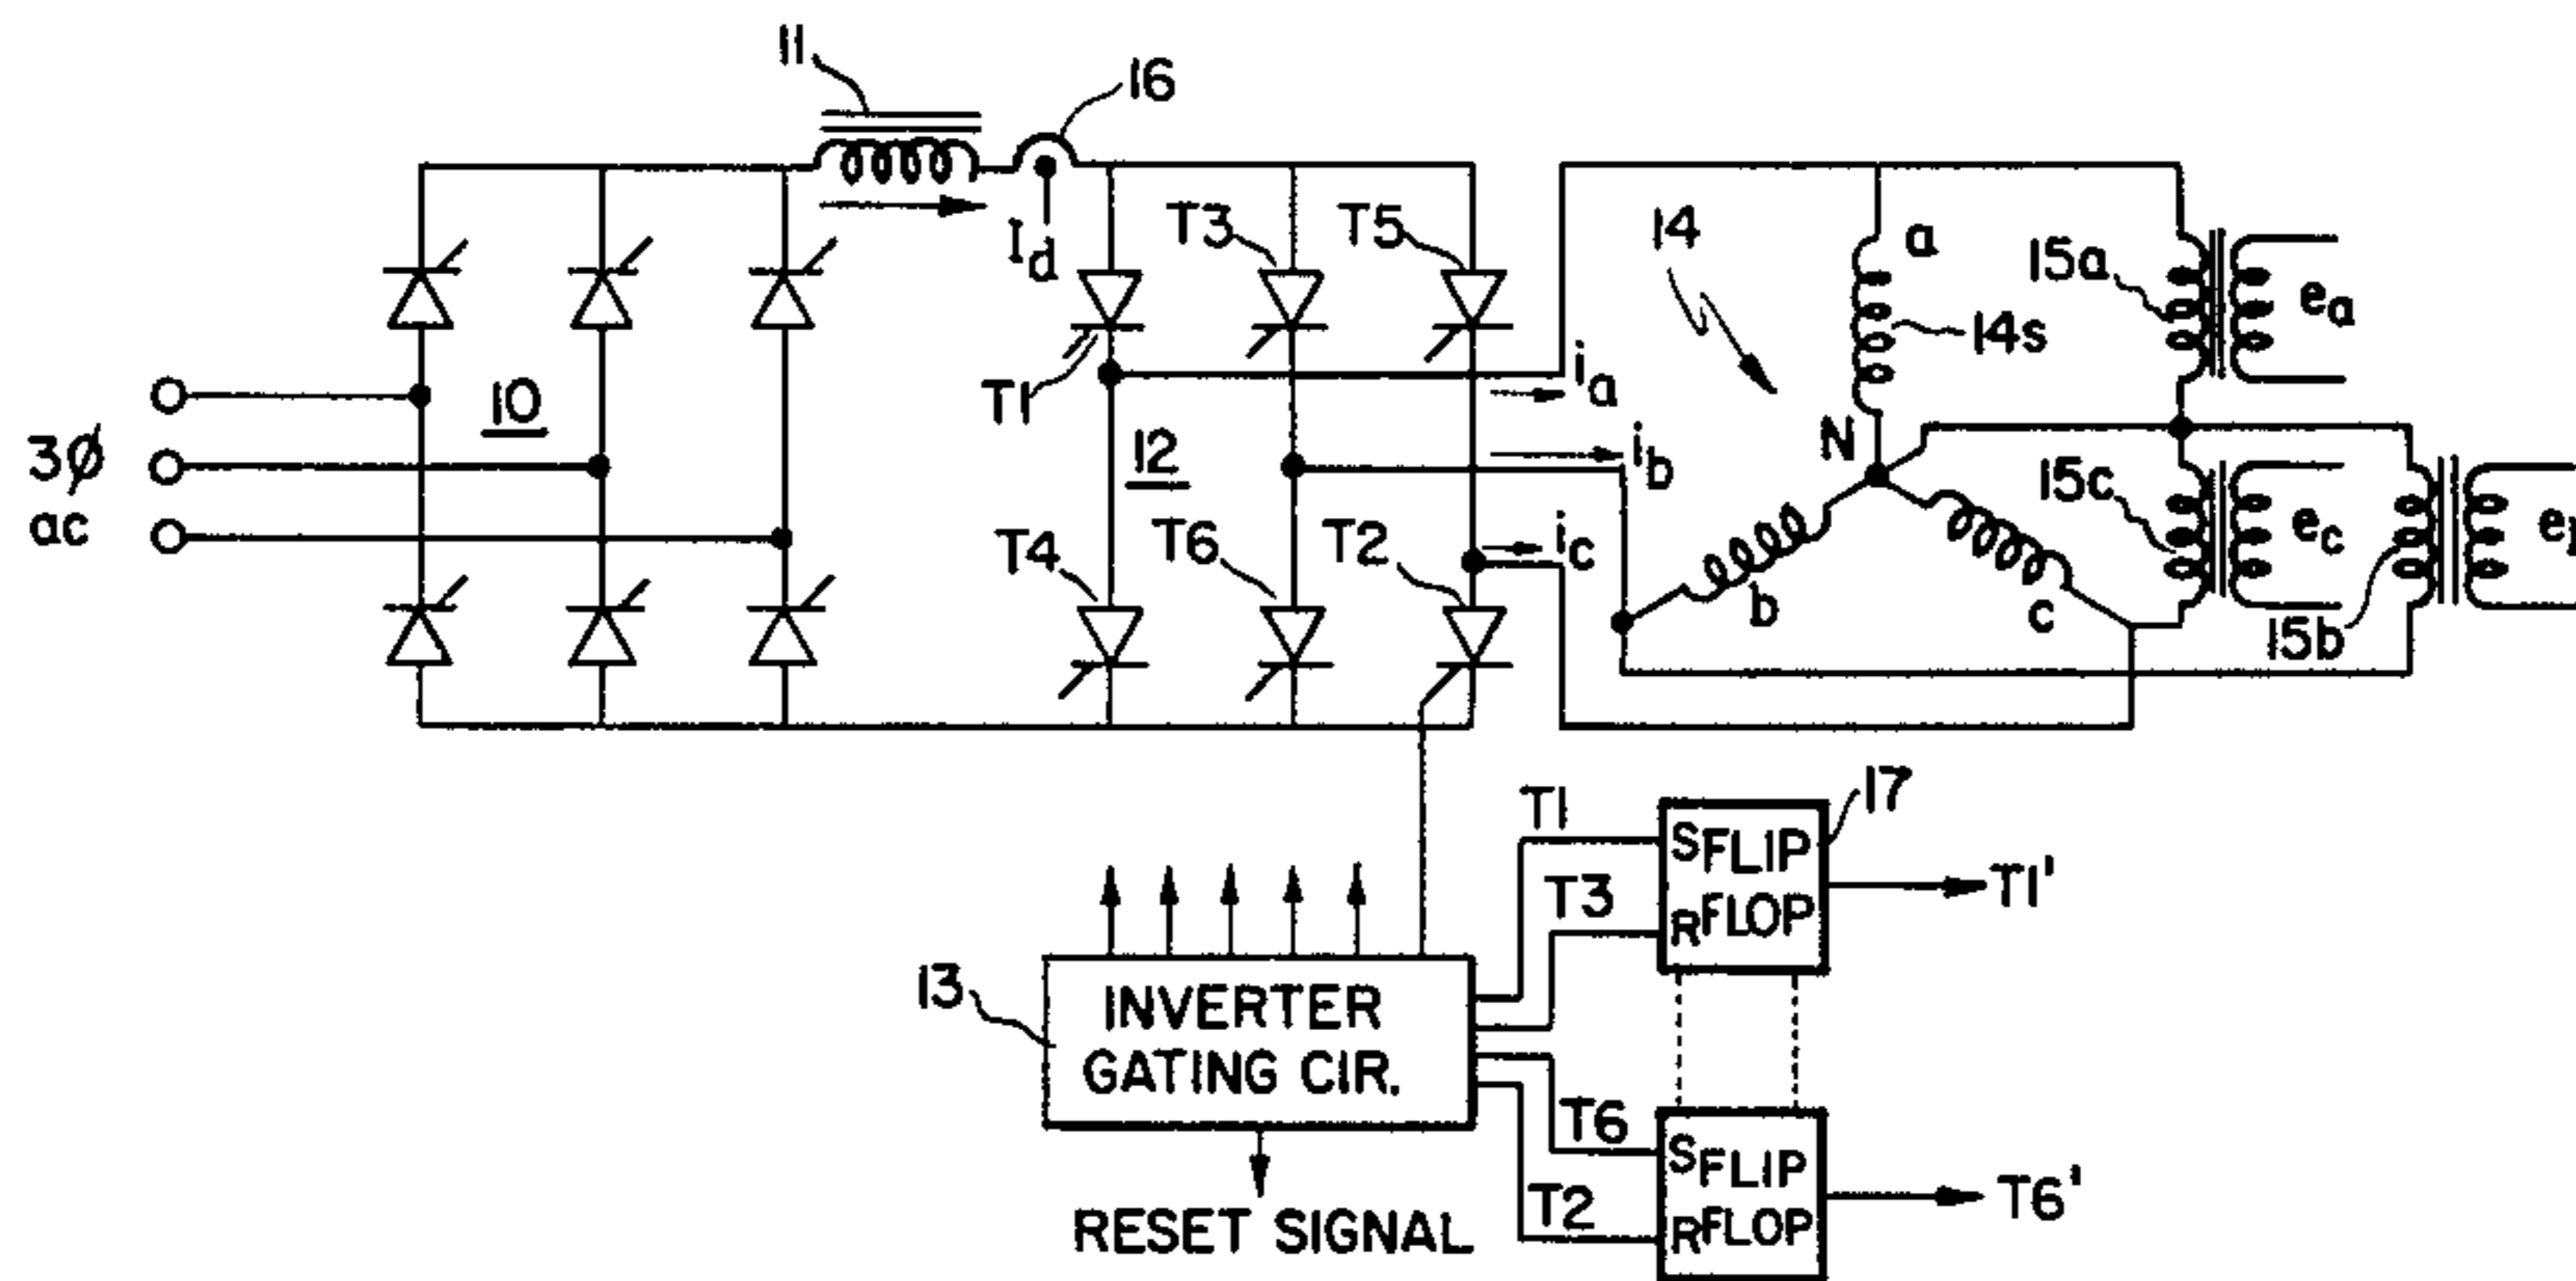 11
16
Id
T3
T5
14
a
15a
ea
14s
3ø
ac
10
T1
12
ia
ib
ic
N
15c
ec
T4
T6
T2
b
c
15b
17
T1
S FLIP
R FLOP
T1'
T3
13
INVERTER
GATING CIR.
T6
S FLIP
R FLOP
T6'
T2
RESET SIGNAL